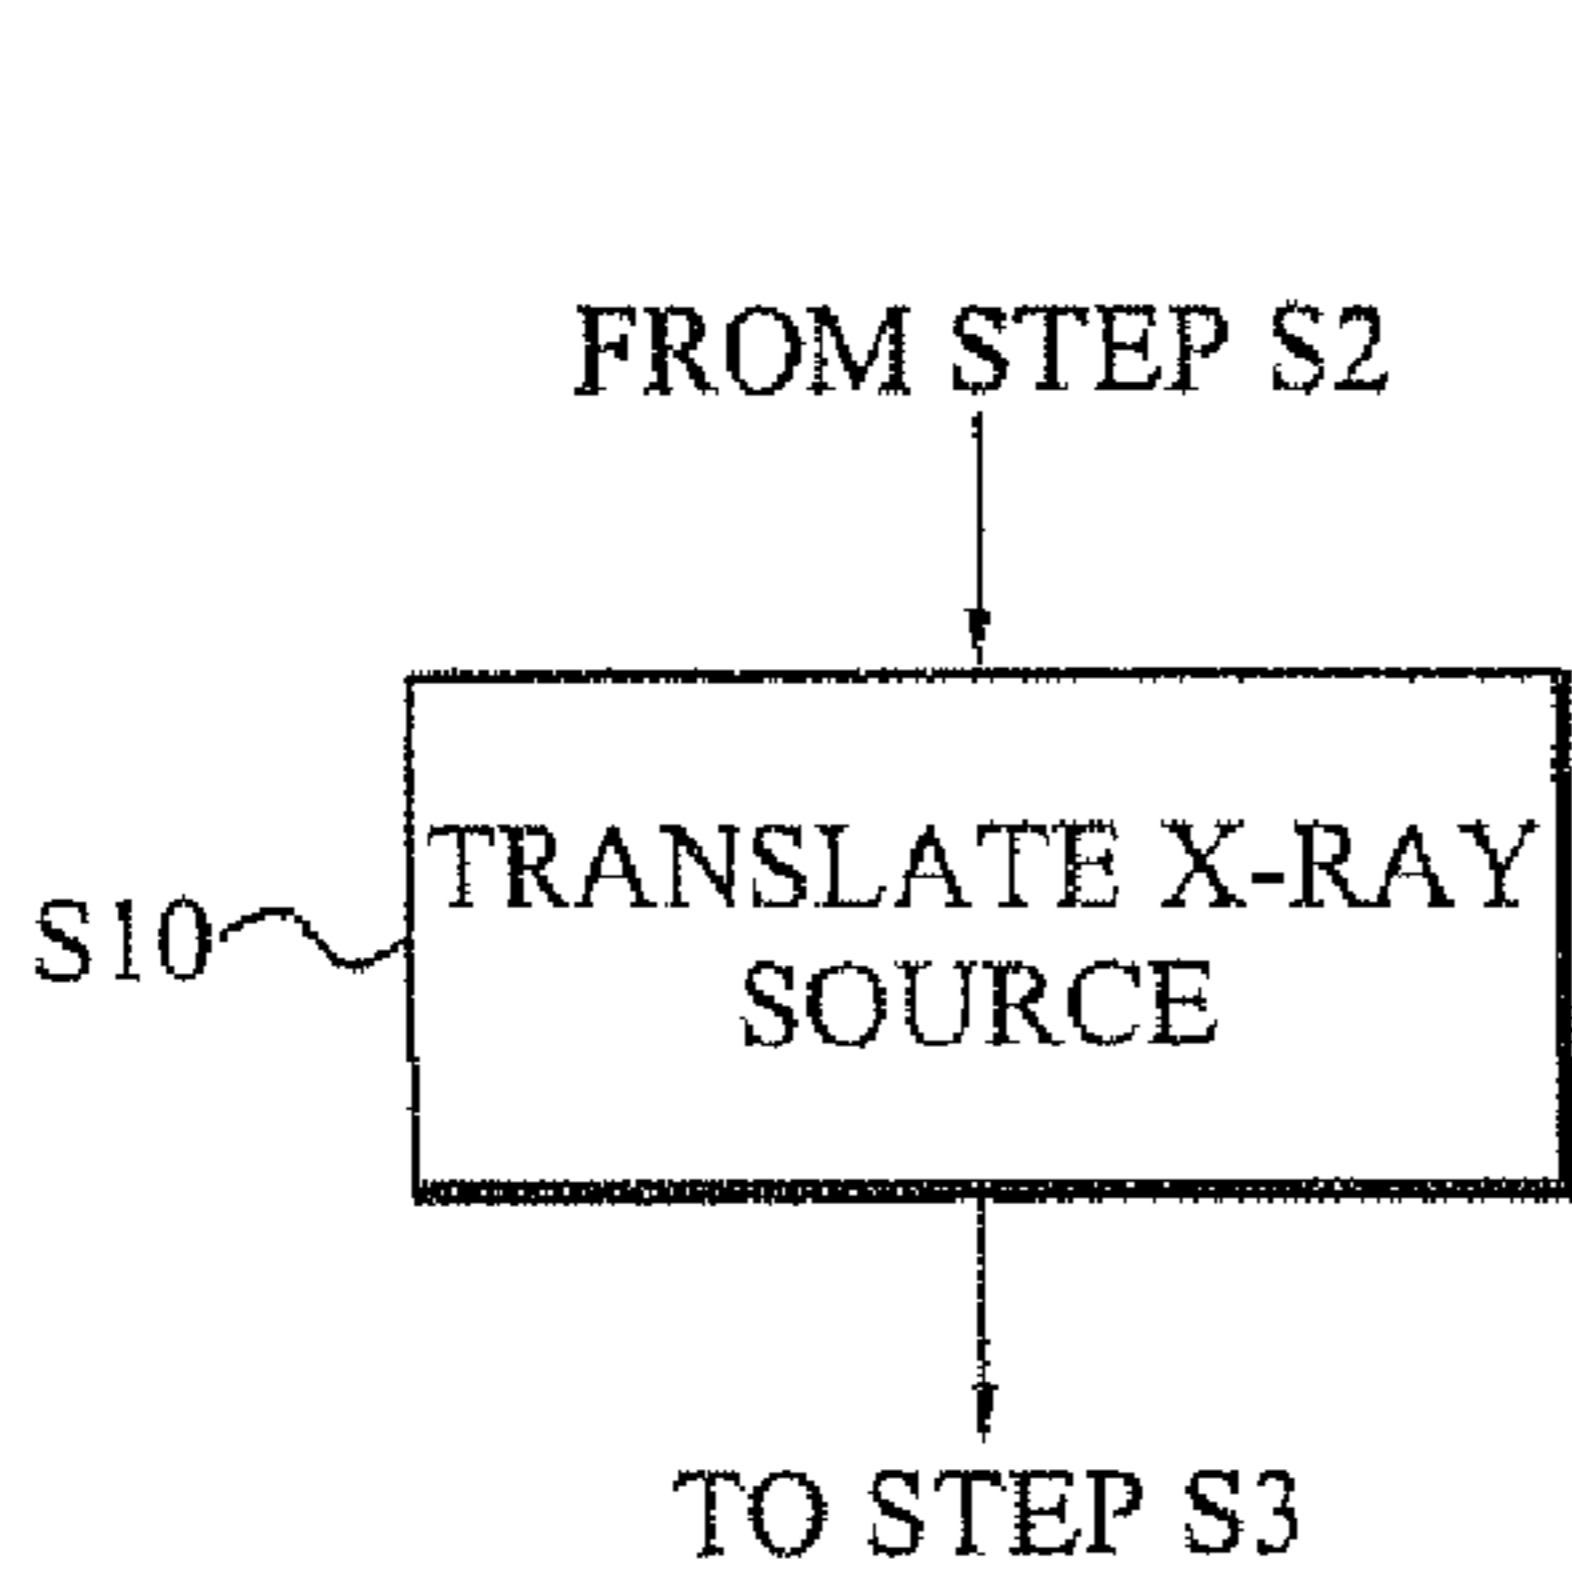 FROM STEP S2
TRANSLATE X-RAY
SOURCE
S10
TO STEP S3